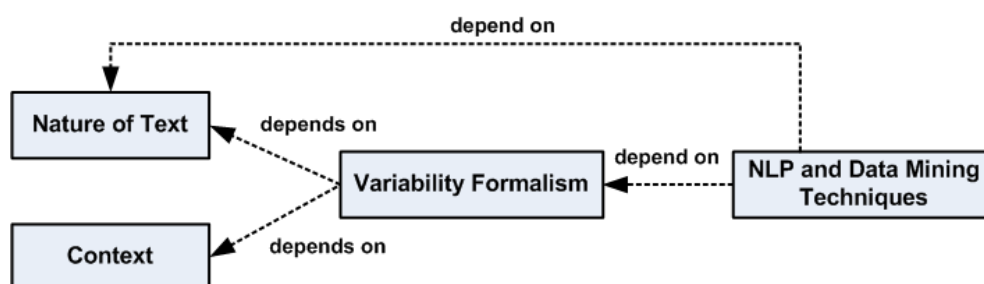 depend on
Nature of Text
depends on
Variability Formalism
depend on
NLP and Data Mining
Techniques
Context
depends on